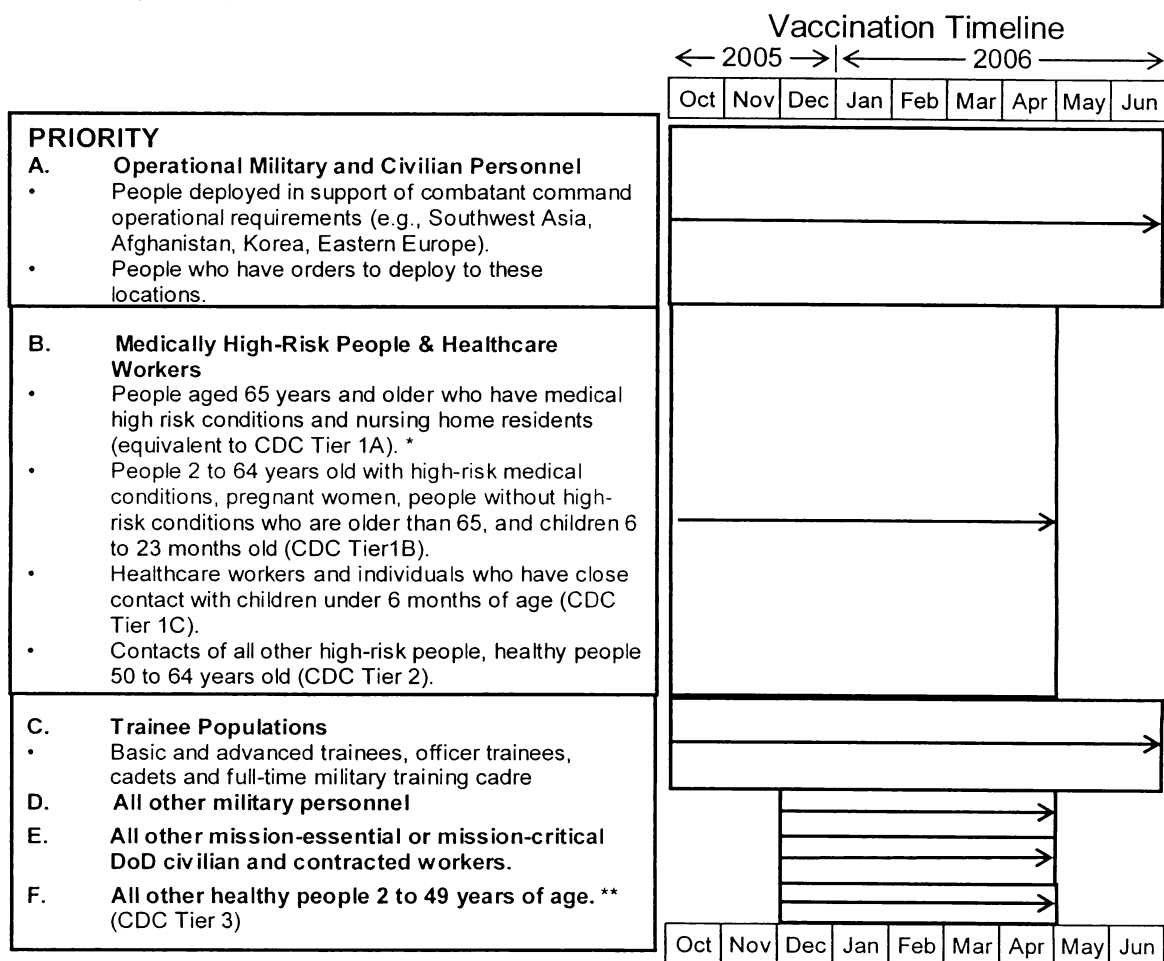 Vaccination Timeline
← 2005 →|← 2006 →
Oct Nov Dec Jan Feb Mar Apr May Jun
PRIORITY
A. Operational Military and Civilian Personnel
• People deployed in support of combatant command
operational requirements (e.g., Southwest Asia,
Afghanistan, Korea, Eastern Europe).
• People who have orders to deploy to these
locations.
B. Medically High-Risk People & Healthcare
Workers
• People aged 65 years and older who have medical
high risk conditions and nursing home residents
(equivalent to CDC Tier 1A). *
• People 2 to 64 years old with high-risk medical
conditions, pregnant women, people without high-
risk conditions who are older than 65, and children 6
to 23 months old (CDC Tier1B).
• Healthcare workers and individuals who have close
contact with children under 6 months of age (CDC
Tier 1C).
• Contacts of all other high-risk people, healthy people
50 to 64 years old (CDC Tier 2).
C. Trainee Populations
• Basic and advanced trainees, officer trainees,
cadets and full-time military training cadre
D. All other military personnel
E. All other mission-essential or mission-critical
DoD civilian and contracted workers.
F. All other healthy people 2 to 49 years of age. **
(CDC Tier 3)
Oct Nov Dec Jan Feb Mar Apr May Jun